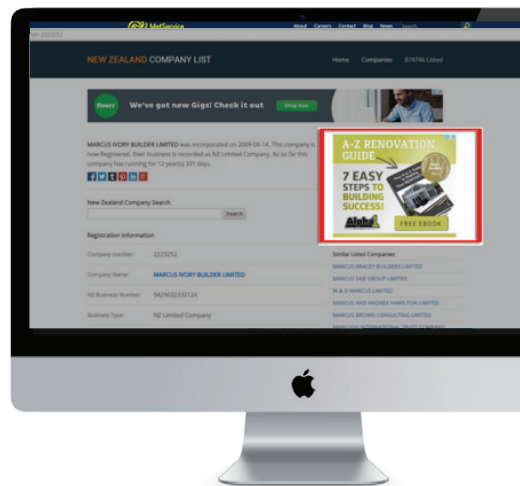 MetService
About Careers Contact Blog News Search
?id=2223252
NEW ZEALAND COMPANY LIST
Home Companies 874746 Listed
fiverr
We've got new Gigs! Check it out
Shop Now
MARCUS IVORY BUILDER LIMITED was incorporated on 2009-04-14. This company is
now Registered, their business is recorded as NZ Limited Company. As so far this
company has running for 12 year(s) 201 days.
New Zealand Company Search
Search
Registration Information
Company number: 2223252
Company Name: MARCUS IVORY BUILDER LIMITED
NZ Business Number: 9429032332124
Business Type: NZ Limited Company
A-Z RENOVATION
GUIDE
7 EASY
STEPS TO
BUILDING
SUCCESS!
Alpha1
FREE EBOOK
Similar Listed Companies
MARCUS BRACEY BUILDERS LIMITED
W & D MARCUS LIMITED
MARCUS AND ANDREA HAMILTON LIMITED
MARCUS BROWN CONSULTING LIMITED